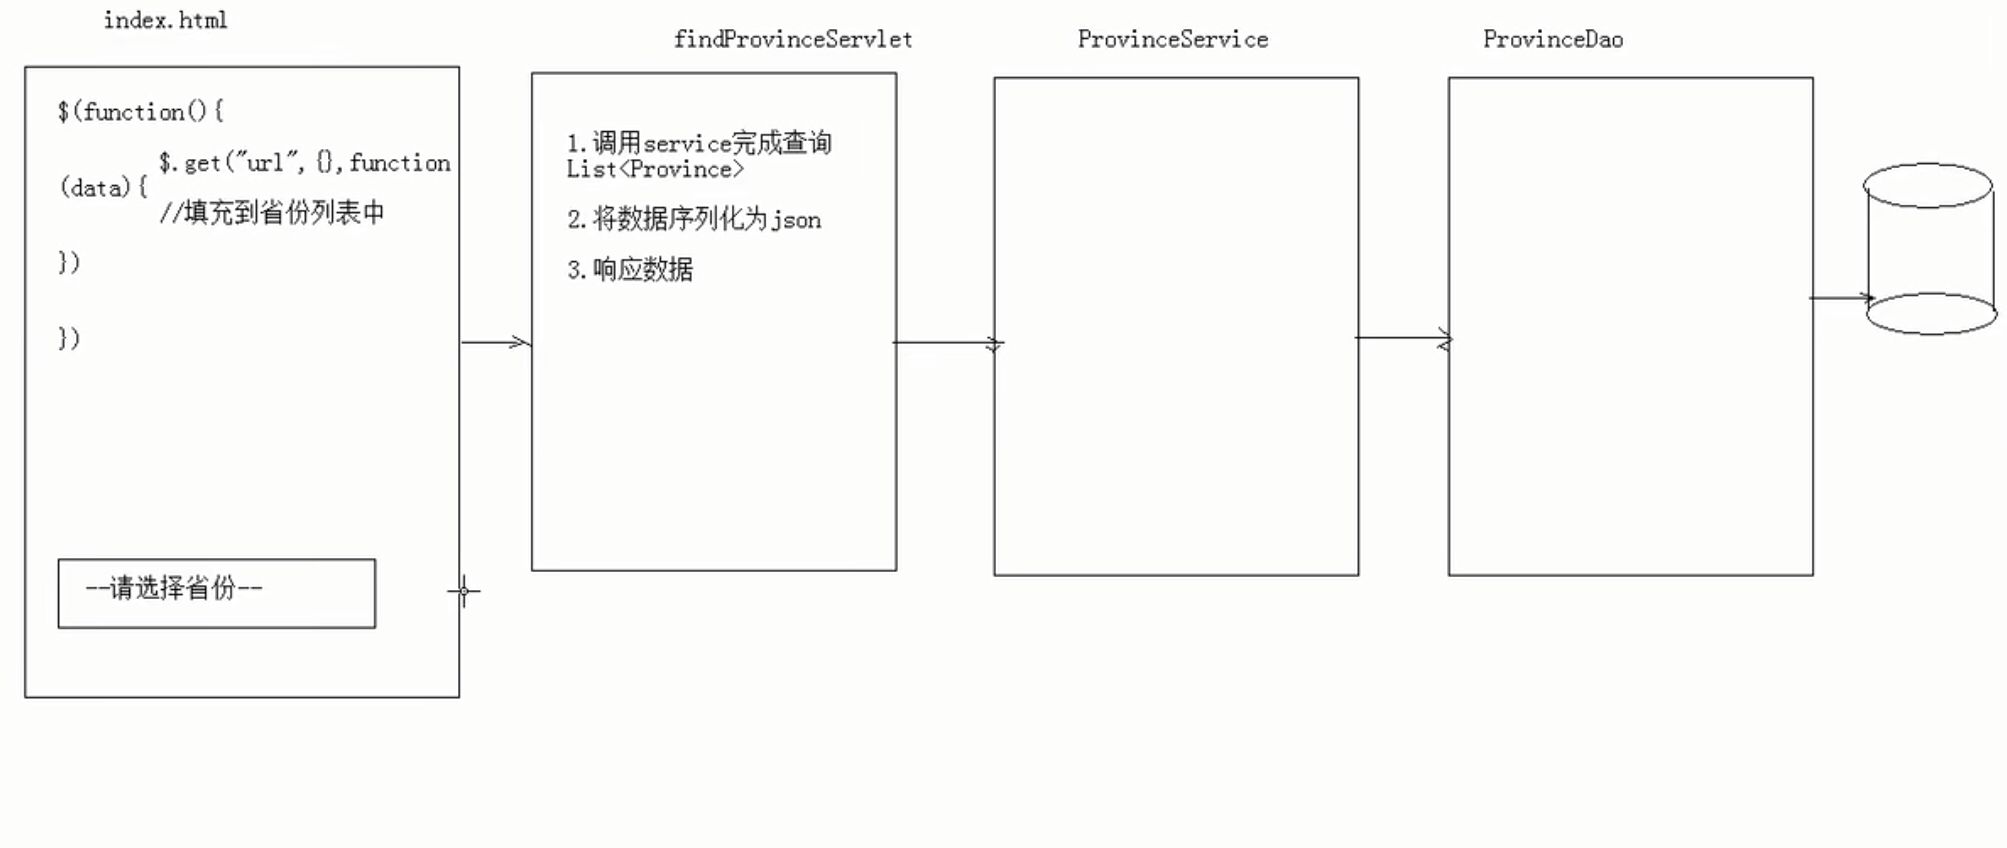 index.html
$(function(){
$.get("url",{},function
(data){
//填充到省份列表中
})
})
--请选择省份--
findProvinceServlet
1.调用service完成查询
List<Province>
2.将数据序列化为json
3.响应数据
ProvinceService
ProvinceDao